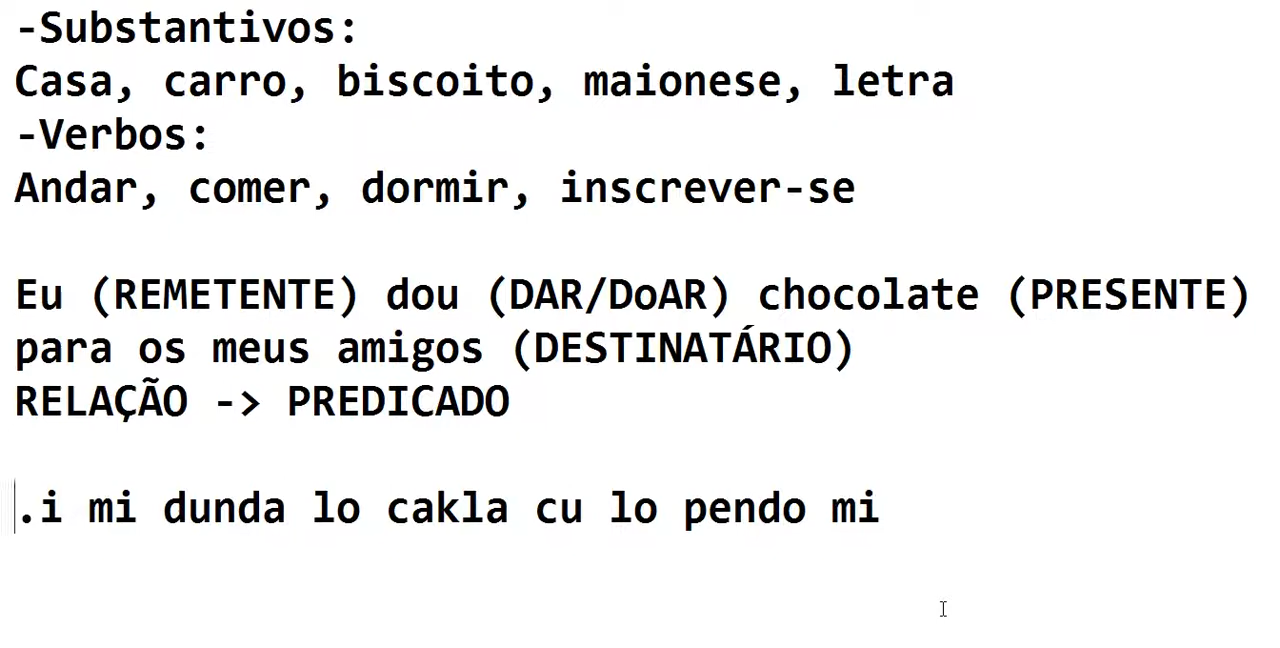 -Substantivos:
Casa, carro, biscoito, maionese, letra
-Verbos:
Andar, comer, dormir, inscrever-se
Eu (REMETENTE) dou (DAR/DoAR) chocolate (PRESENTE)
para os meus amigos (DESTINATÁRIO)
RELAÇÃO -> PREDICADO
.i mi dunda lo cakla cu lo pendo mi